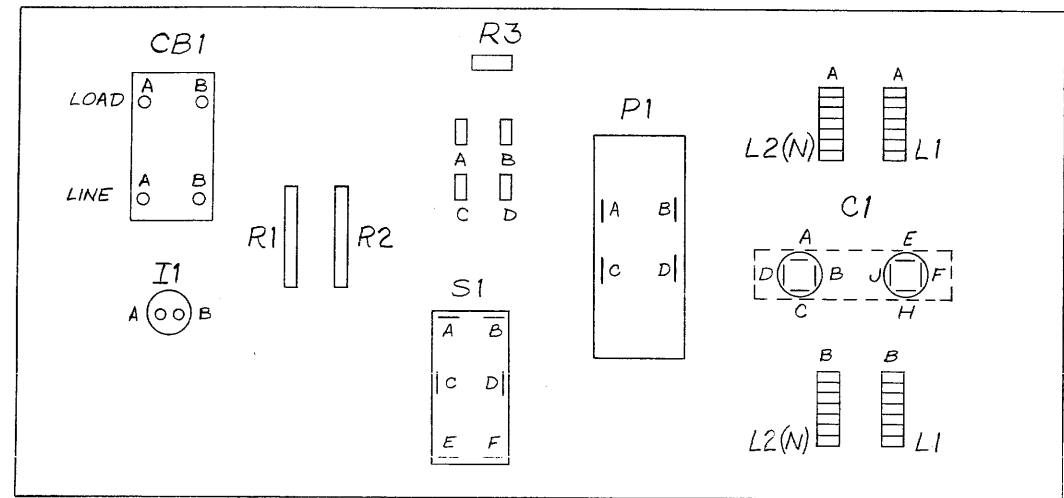 CB1
LOAD A B
LINE A B
I1
A B
R1 R2
R3
A B
C D
S1
A B
C D
E F
P1
A B
C D
A A
L2(N) L1
C1
A E
D B J F
C H
B B
L2(N) L1